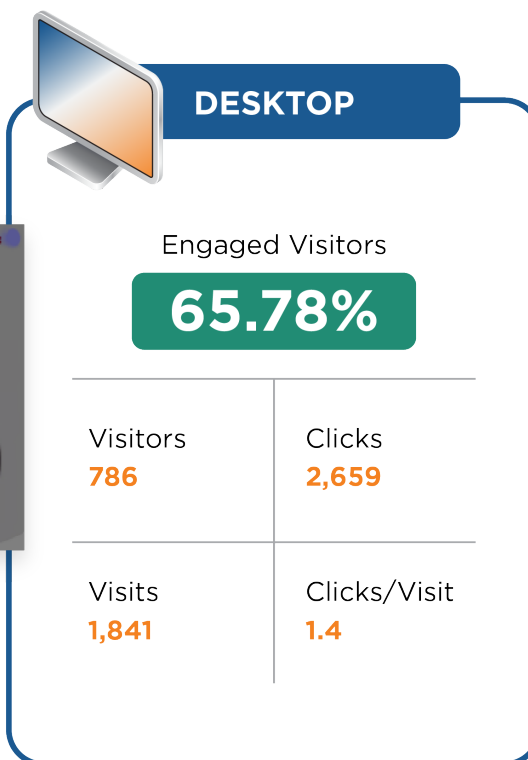 DESKTOP
Engaged Visitors
65.78%
Visitors
786
Clicks
2,659
Visits
1,841
Clicks/Visit
1.4